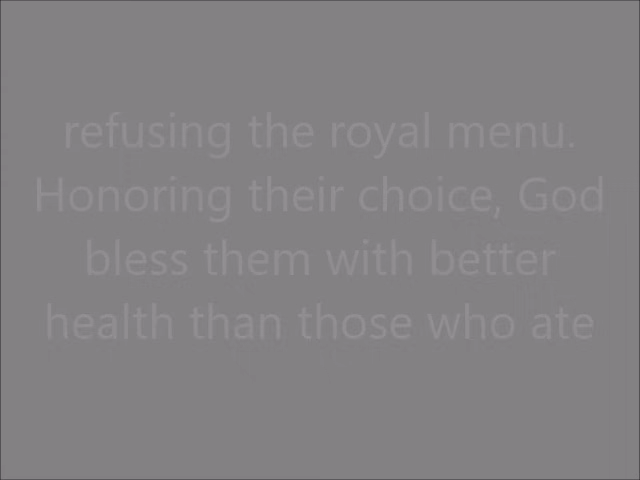 refusing the royal menu.
Honoring their choice, God
bless them with better
health than those who ate